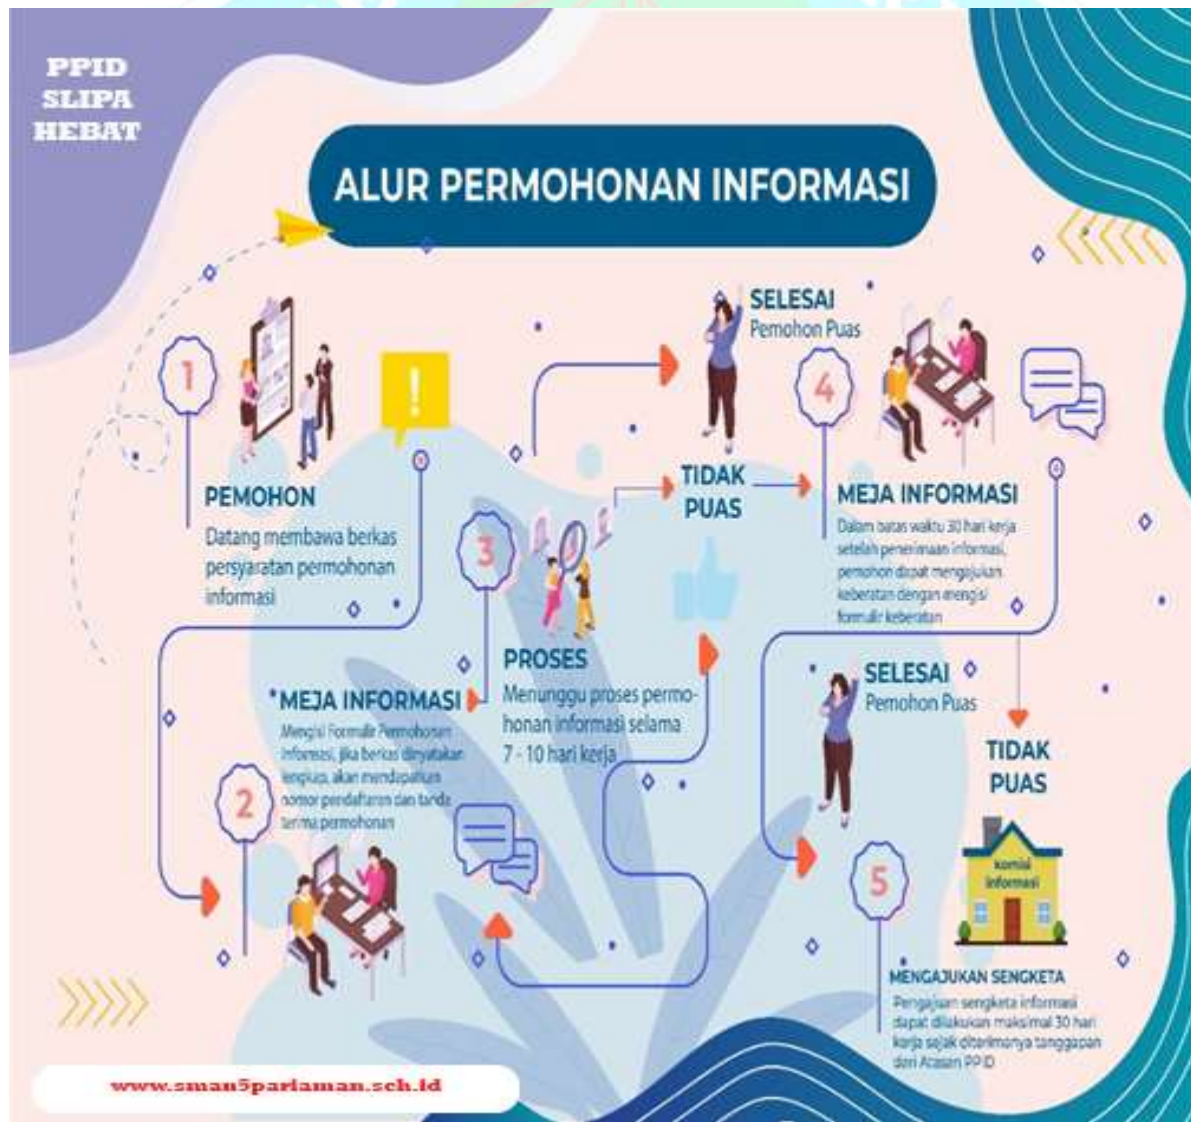 PPID
SLIPA
HEBAT
ALUR PERMOHONAN INFORMASI
1
PEMOHON
Datang membawa berkas
persyaratan permohonan
informasi
!
2
MEJA INFORMASI
Mengisi Formulir Permohonan
Informasi, jika berkas dinyatakan
lengkap, akan mendapatkan
nomor pendaftaran dan tanda
terima permohonan
3
PROSES
Menunggu proses permo-
honan informasi selama
7 - 10 hari kerja
SELESAI
Pemohon Puas
TIDAK
PUAS
4
MEJA INFORMASI
Dalam batas waktu 30 hari kerja
setelah penerimaan informasi,
pemohon dapat mengajukan
keberatan dengan mengisi
formulir keberatan
SELESAI
Pemohon Puas
TIDAK
PUAS
komisi
informasi
5
MENGAJUKAN SENGKETA
Pengajuan sengketa informasi
dapat dilakukan maksimal 30 hari
kerja sejak diterimanya tanggapan
dari Atasan PPID
www.sman5pariaman.sch.id